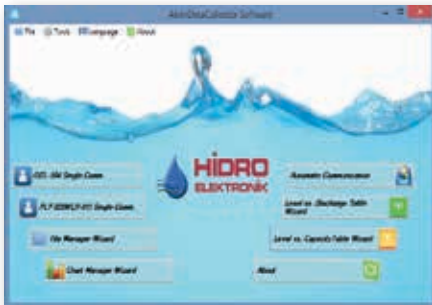 AkımDataCollector Software
File Tools Language About
HİDRO
ELEKTRONİK
Single Comm.
Automatic Communication
Single Comm.
Level vs. Discharge Table
Wizard
File Manager Wizard
Level vs. Capacity Table Wizard
Chart Manager Wizard
About